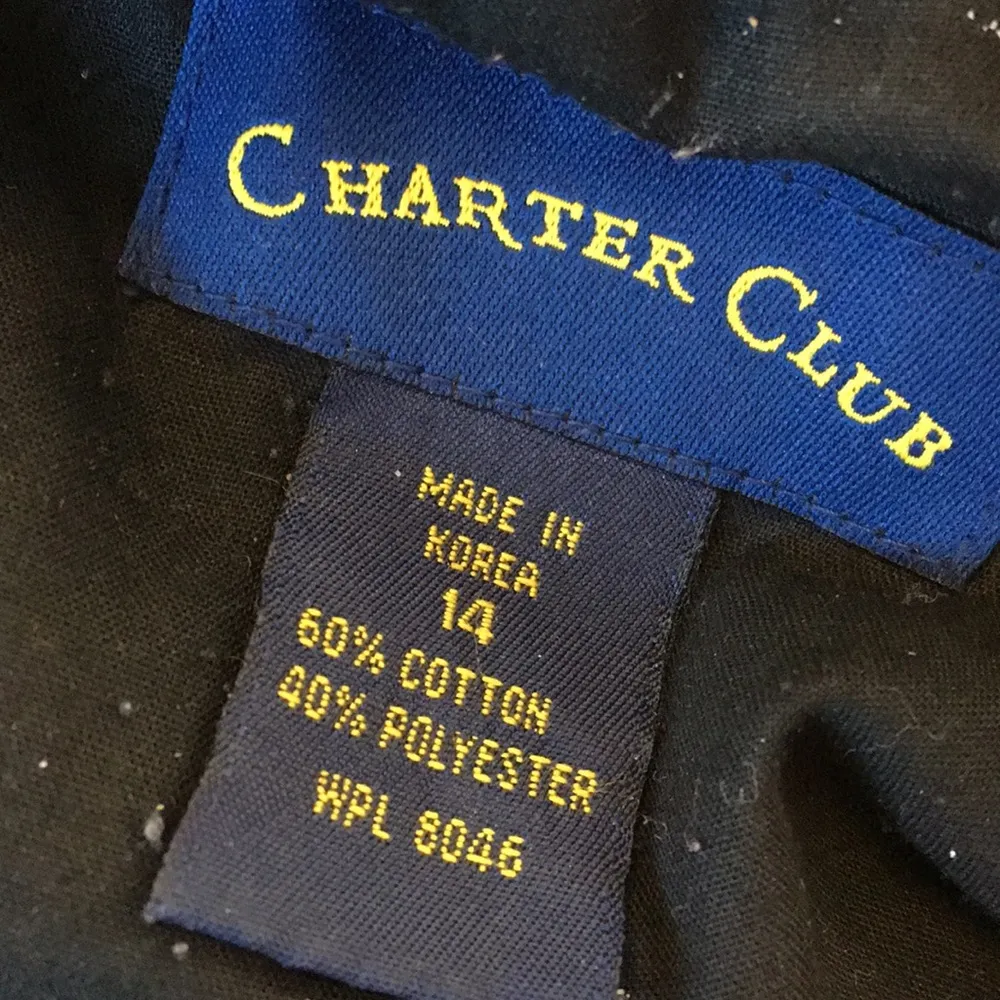 CHARTER CLUB
MADE IN
KOREA
14
60% COTTON
40% POLYESTER
WPL 8046